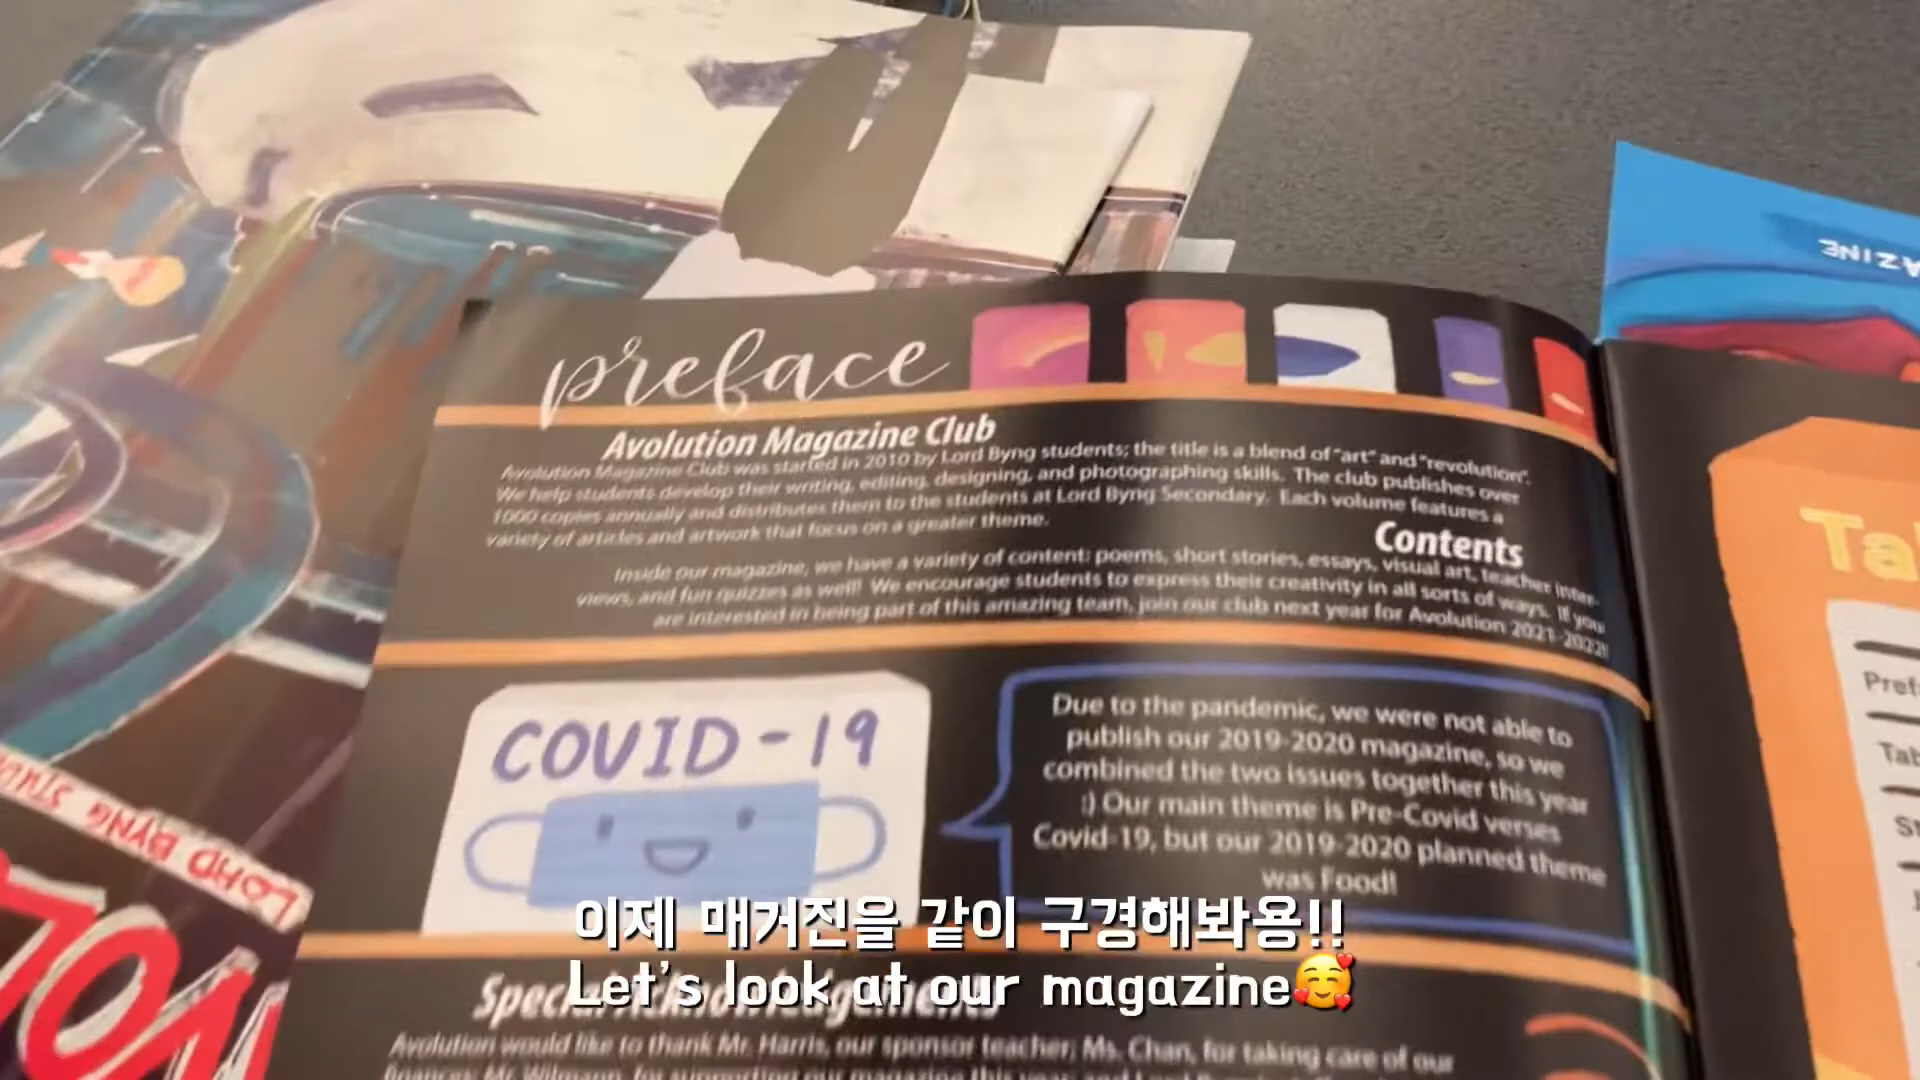 AZINE
preface
Avolution Magazine Club
Avolution Magazine Club was started in 2010 by Lord Byng students; the title is a blend of "art" and "revolution".
We help students develop their writing, editing, designing, and photographing skills. The club publishes over
1000 copies annually and distributes them to the students at Lord Byng Secondary. Each volume features a
variety of articles and artwork that focus on a greater theme.
Contents
Inside our magazine, we have a variety of content: poems, short stories, essays, visual art, teacher inter-
views, and fun quizzes as well! We encourage students to express their creativity in all sorts of ways. If you
are interested in being part of this amazing team, join our club next year for Avolution 2021-2022!
COVID-19
Due to the pandemic, we were not able to
publish our 2019-2020 magazine, so we
combined the two issues together this year
:) Our main theme is Pre-Covid verses
Covid-19, but our 2019-2020 planned theme
was Food!
이제 매거진을 같이 구경해봐용!!
Let's look at our magazine🥰
Special Acknowledgements
Avolution would like to thank Mr. Harris, our sponsor teacher; Ms. Chan, for taking care of our
LORD BYNG
Ta
Pref
Tab